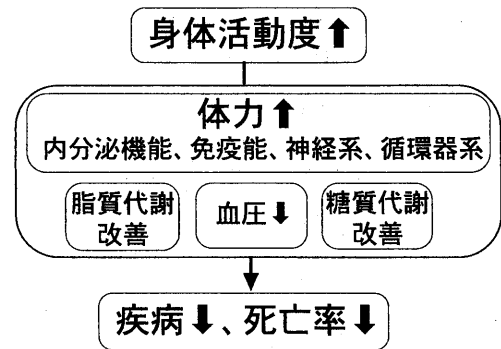 身体活動度⬆
体力⬆
内分泌機能、免疫能、神経系、循環器系
脂質代謝
改善
血圧⬇
糖質代謝
改善
疾病⬇、死亡率⬇